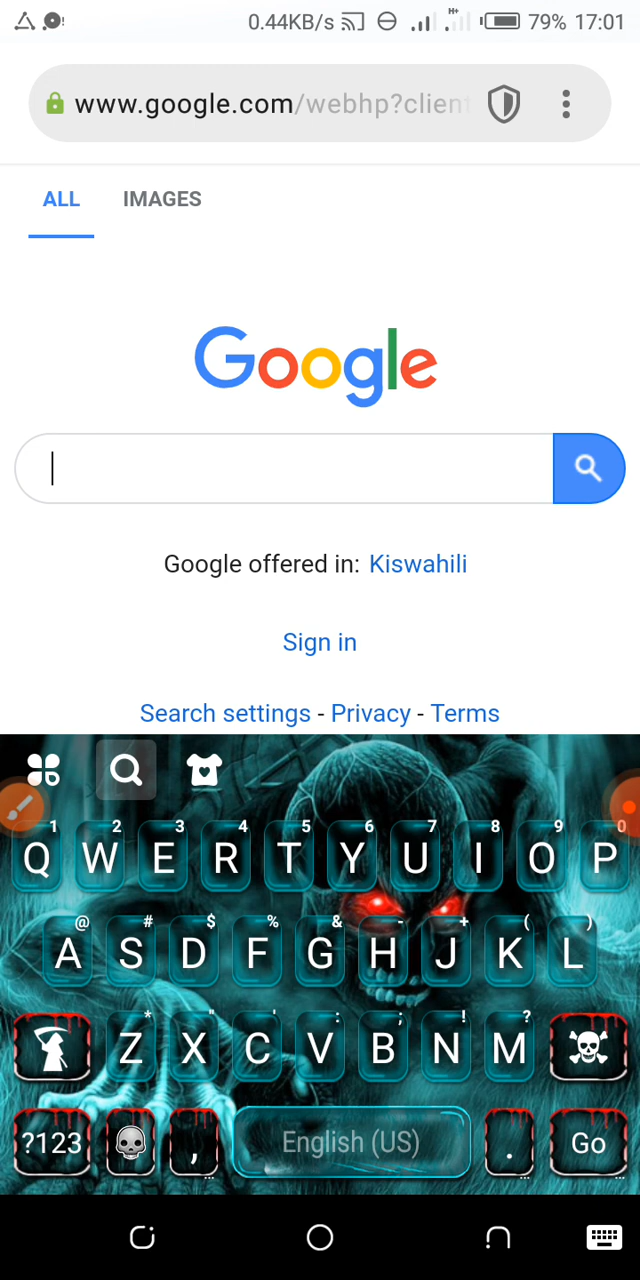 0.44KB/s H+ 79% 17:01
www.google.com/webhp?client
ALL IMAGES
Google
Google offered in: Kiswahili
Sign in
Search settings - Privacy - Terms
1 2 3 4 5 6 7 8 9 0
Q W E R T Y U I O P
@ # $ % & - + ( )
A S D F G H J K L
* " ' : ; ! ?
Z X C V B N M
?123 , English (US) . Go